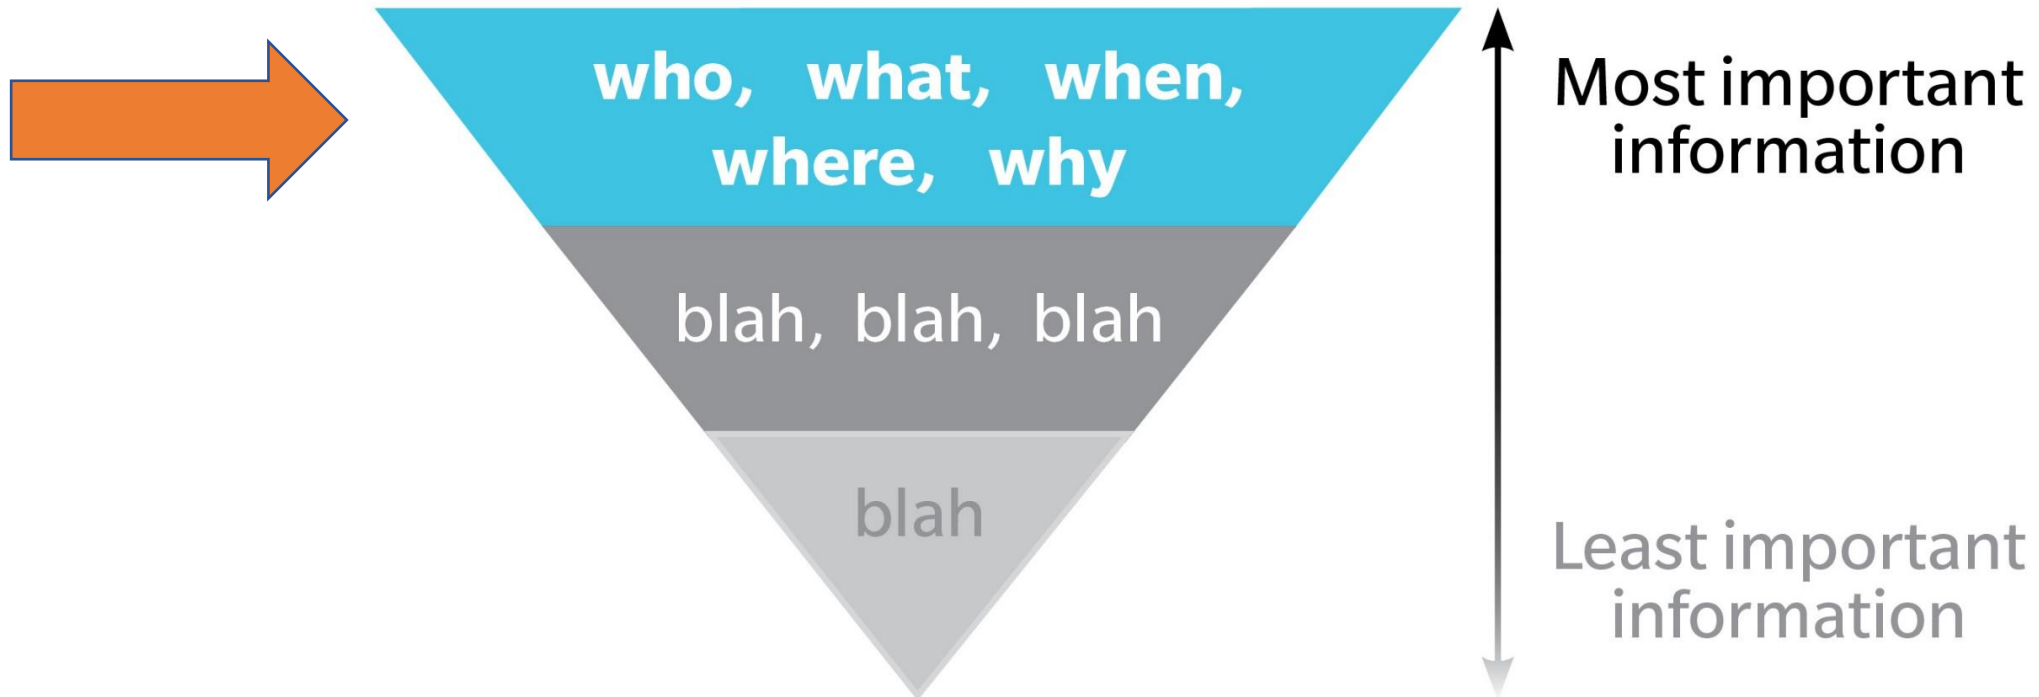 who, what, when,
where, why
Most important
information
blah, blah, blah
blah
Least important
information